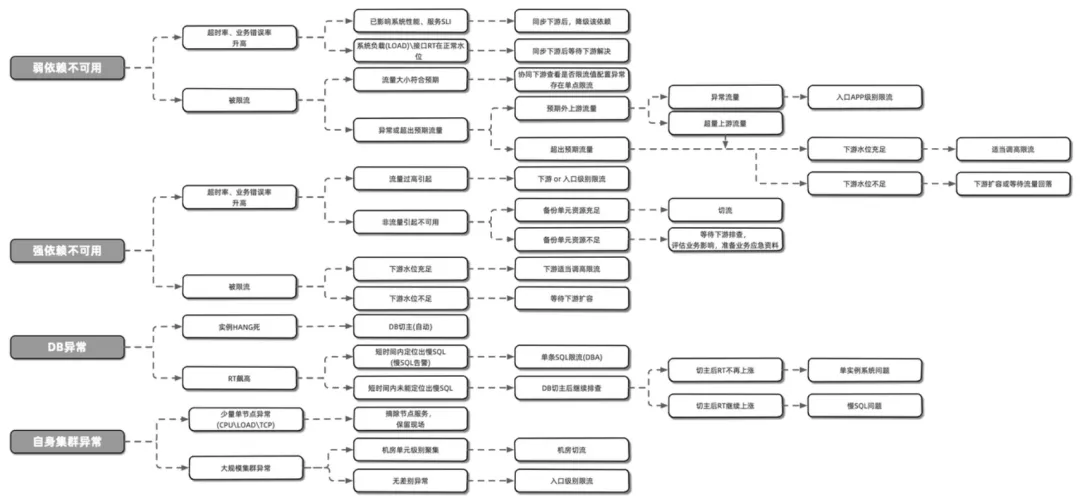 弱依赖不可用
超时率、业务错误率
升高
已影响系统性能、服务SLI
同步下游后，降级该依赖
系统负载(LOAD)\接口RT在正常水
位
同步下游后等待下游解决
被限流
流量大小符合预期
协同下游查看是否限流值配置异常
存在单点限流
异常或超出预期流量
预期外上游流量
异常流量
入口APP级别限流
超量上游流量
超出预期流量
下游水位充足
适当调高限流
下游水位不足
下游扩容或等待流量回落
强依赖不可用
超时率、业务错误率
升高
流量过高引起
下游 or 入口级别限流
非流量引起不可用
备份单元资源充足
切流
备份单元资源不足
等待下游排查，
评估业务影响，准备业务应急资料
被限流
下游水位充足
下游适当调高限流
下游水位不足
等待下游扩容
DB异常
实例HANG死
DB切主(自动)
RT飙高
短时间内定位出慢SQL
(慢SQL告警)
单条SQL限流(DBA)
短时间内未能定位出慢SQL
DB切主后继续排查
切主后RT不再上涨
单实例系统问题
切主后RT继续上涨
慢SQL问题
自身集群异常
少量单节点异常
(CPU\LOAD\TCP)
摘除节点服务，
保留现场
大规模集群异常
机房单元级别聚集
机房切流
无差别异常
入口级别限流